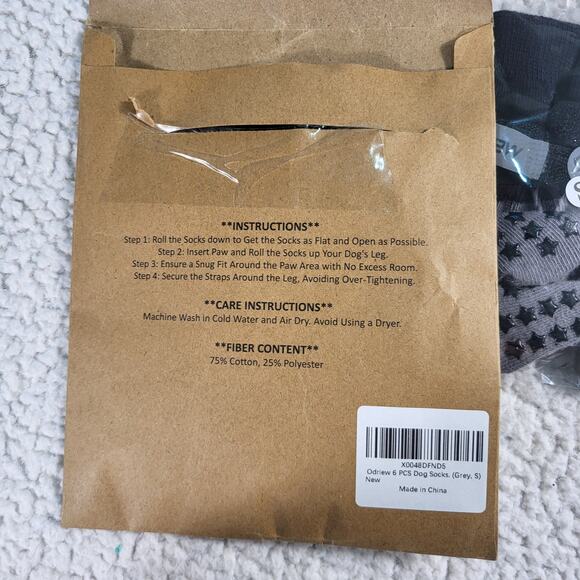 **INSTRUCTIONS**
Step 1: Roll the Socks down to Get the Socks as Flat and Open as Possible.
Step 2: Insert Paw and Roll the Socks up Your Dog's Leg.
Step 3: Ensure a Snug Fit Around the Paw Area with No Excess Room.
Step 4: Secure the Straps Around the Leg, Avoiding Over-Tightening.
**CARE INSTRUCTIONS**
Machine Wash in Cold Water and Air Dry. Avoid Using a Dryer.
**FIBER CONTENT**
75% Cotton, 25% Polyester
X0048DFND5
Odriew 6 PCS Dog Socks, (Grey, S)
New
Made in China